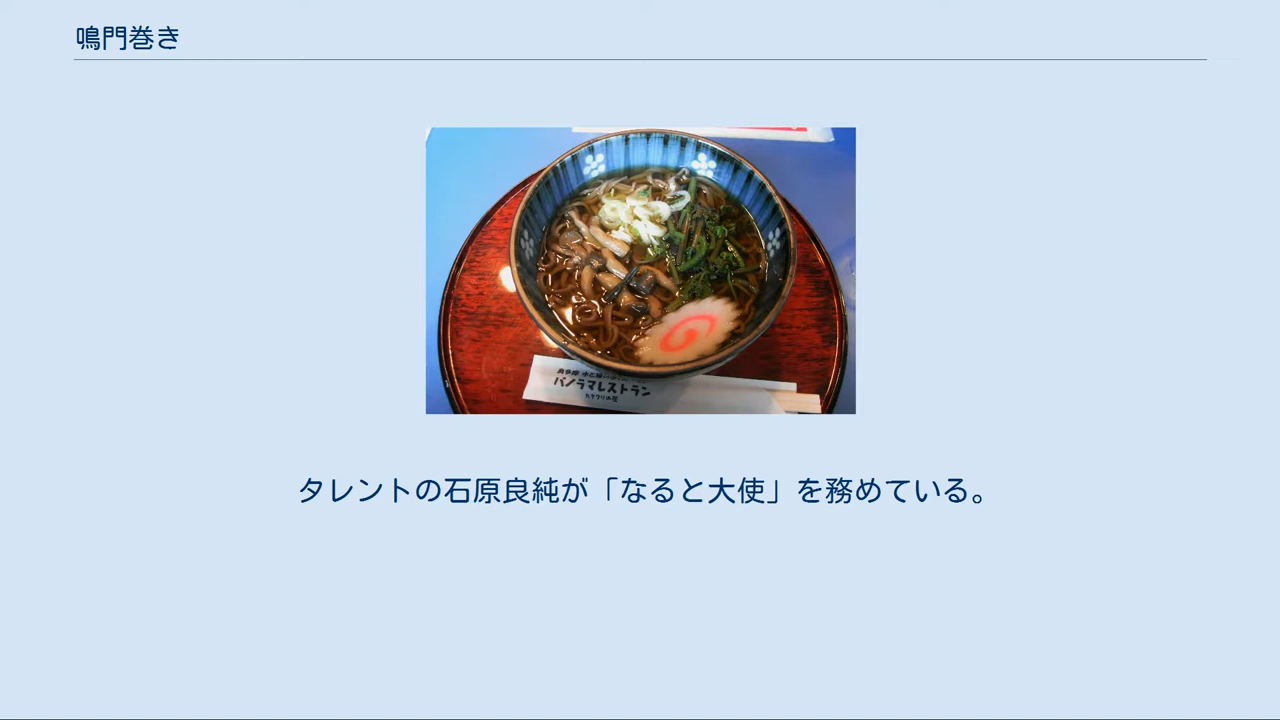 鳴門巻き
パノラマレストラン
タレントの石原良純が「なると大使」を務めている。